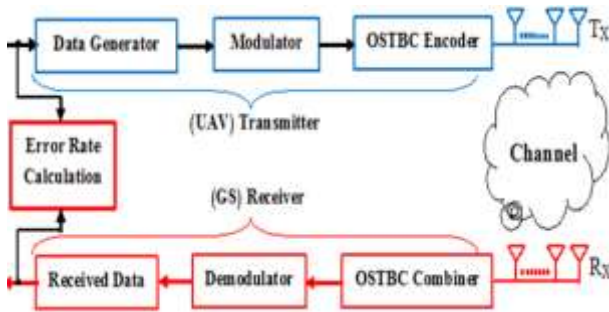 Data Generator
Modulator
OSTBC Encoder
TX
(UAV) Transmitter
Error Rate
Calculation
Channel
(GS) Receiver
Received Data
Demodulator
OSTBC Combiner
RX